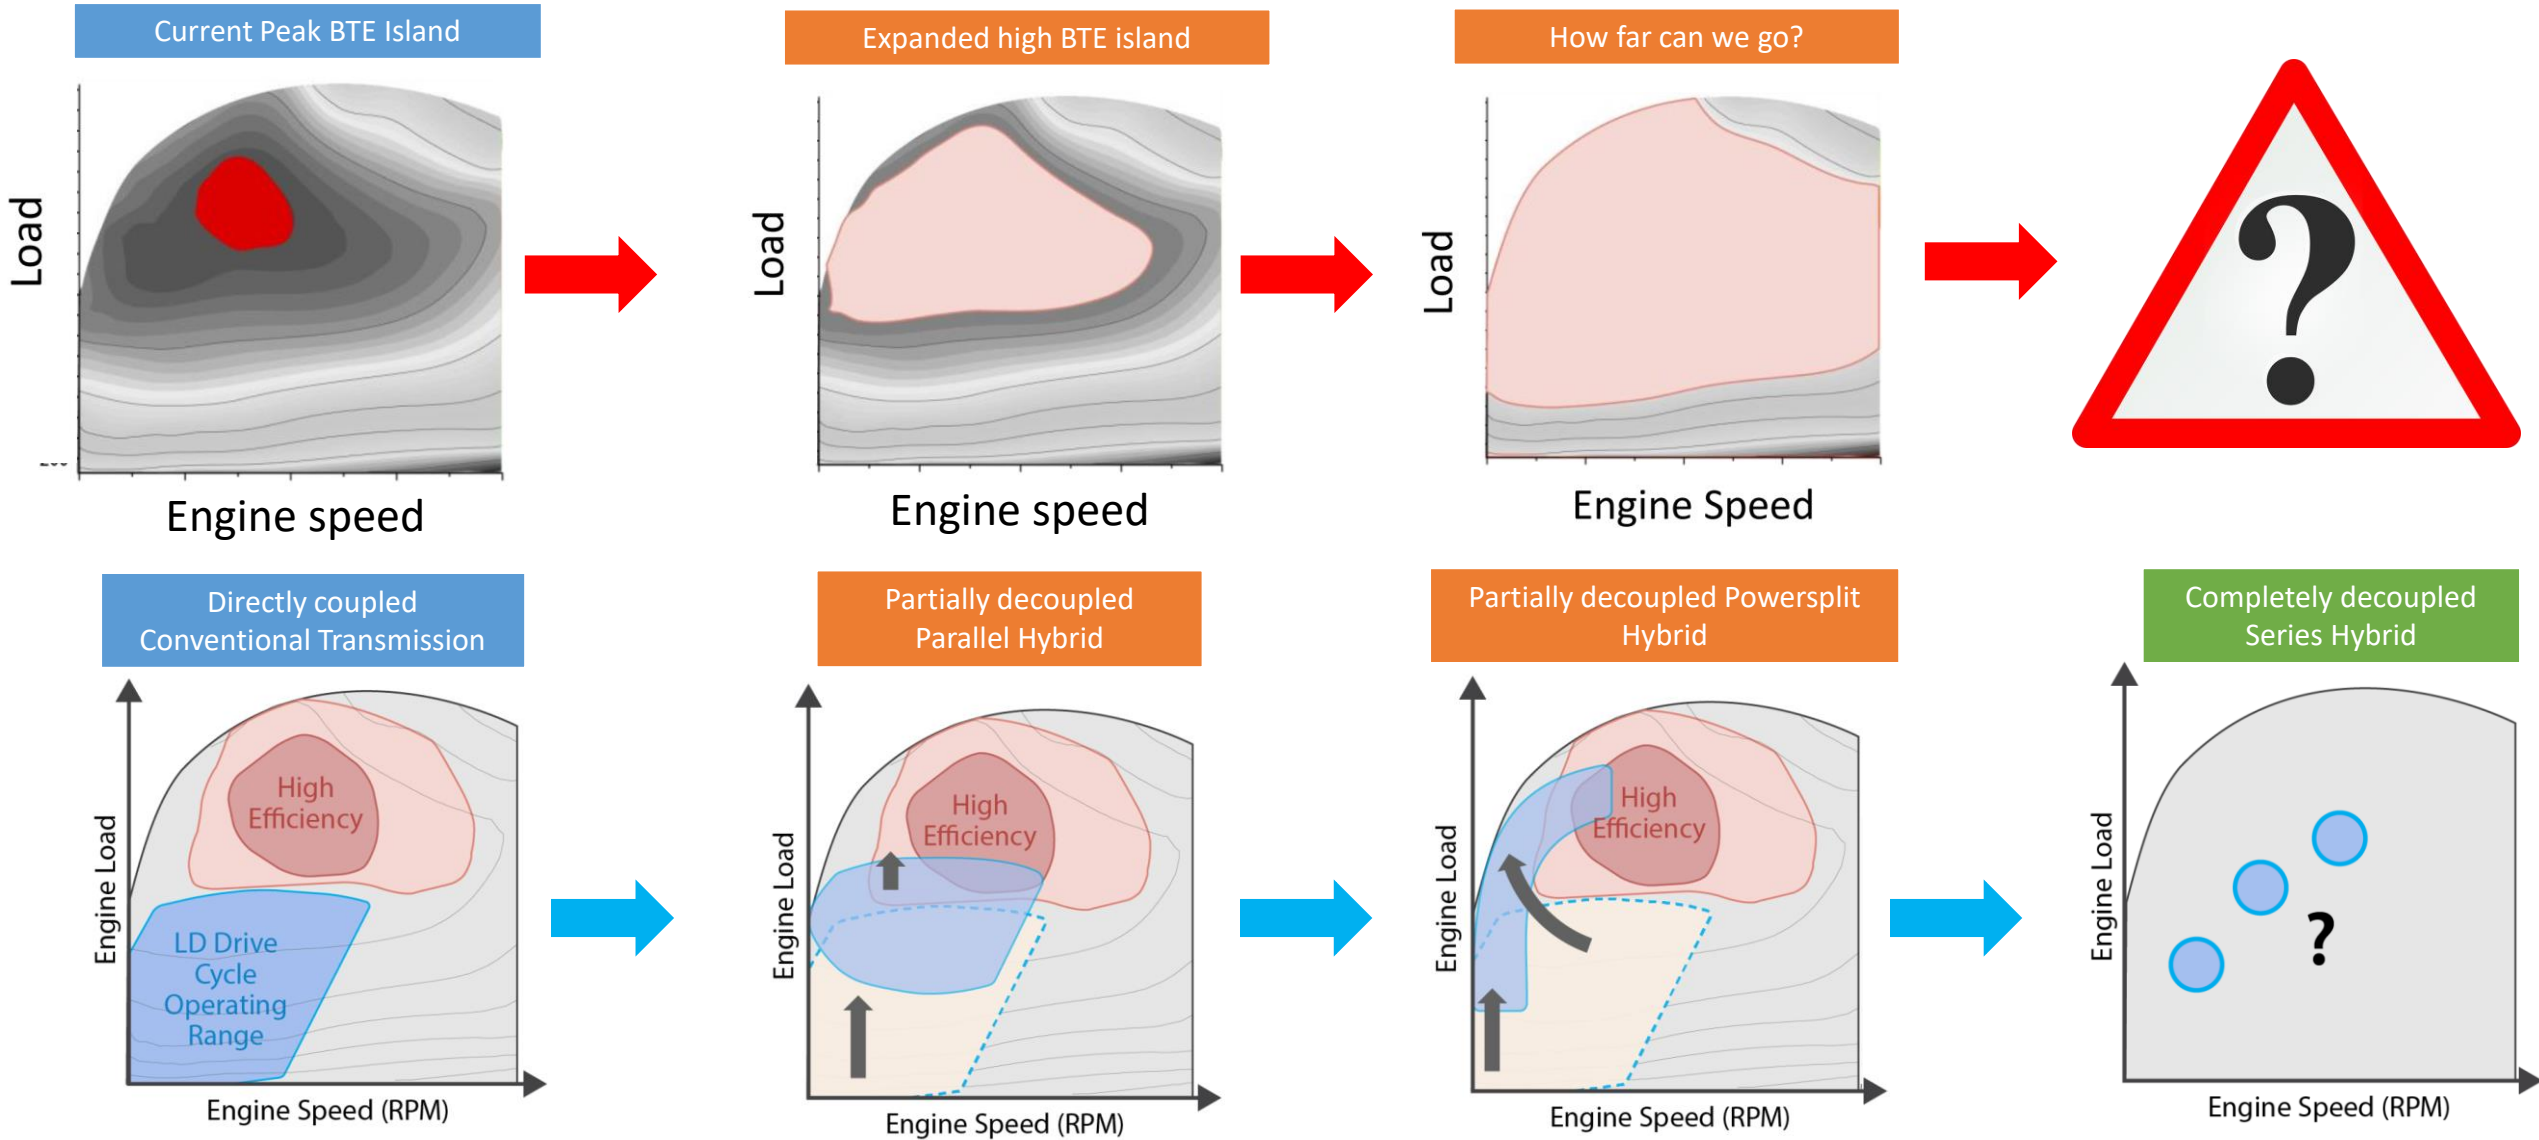 Current Peak BTE Island
Expanded high BTE island
How far can we go?
Load
Engine speed
Load
Engine speed
Load
Engine Speed
?
Directly coupled
Conventional Transmission
Partially decoupled
Parallel Hybrid
Partially decoupled Powersplit
Hybrid
Completely decoupled
Series Hybrid
Engine Load
High
Efficiency
LD Drive
Cycle
Operating
Range
Engine Speed (RPM)
Engine Load
High
Efficiency
Engine Speed (RPM)
Engine Load
High
Efficiency
Engine Speed (RPM)
Engine Load
?
Engine Speed (RPM)